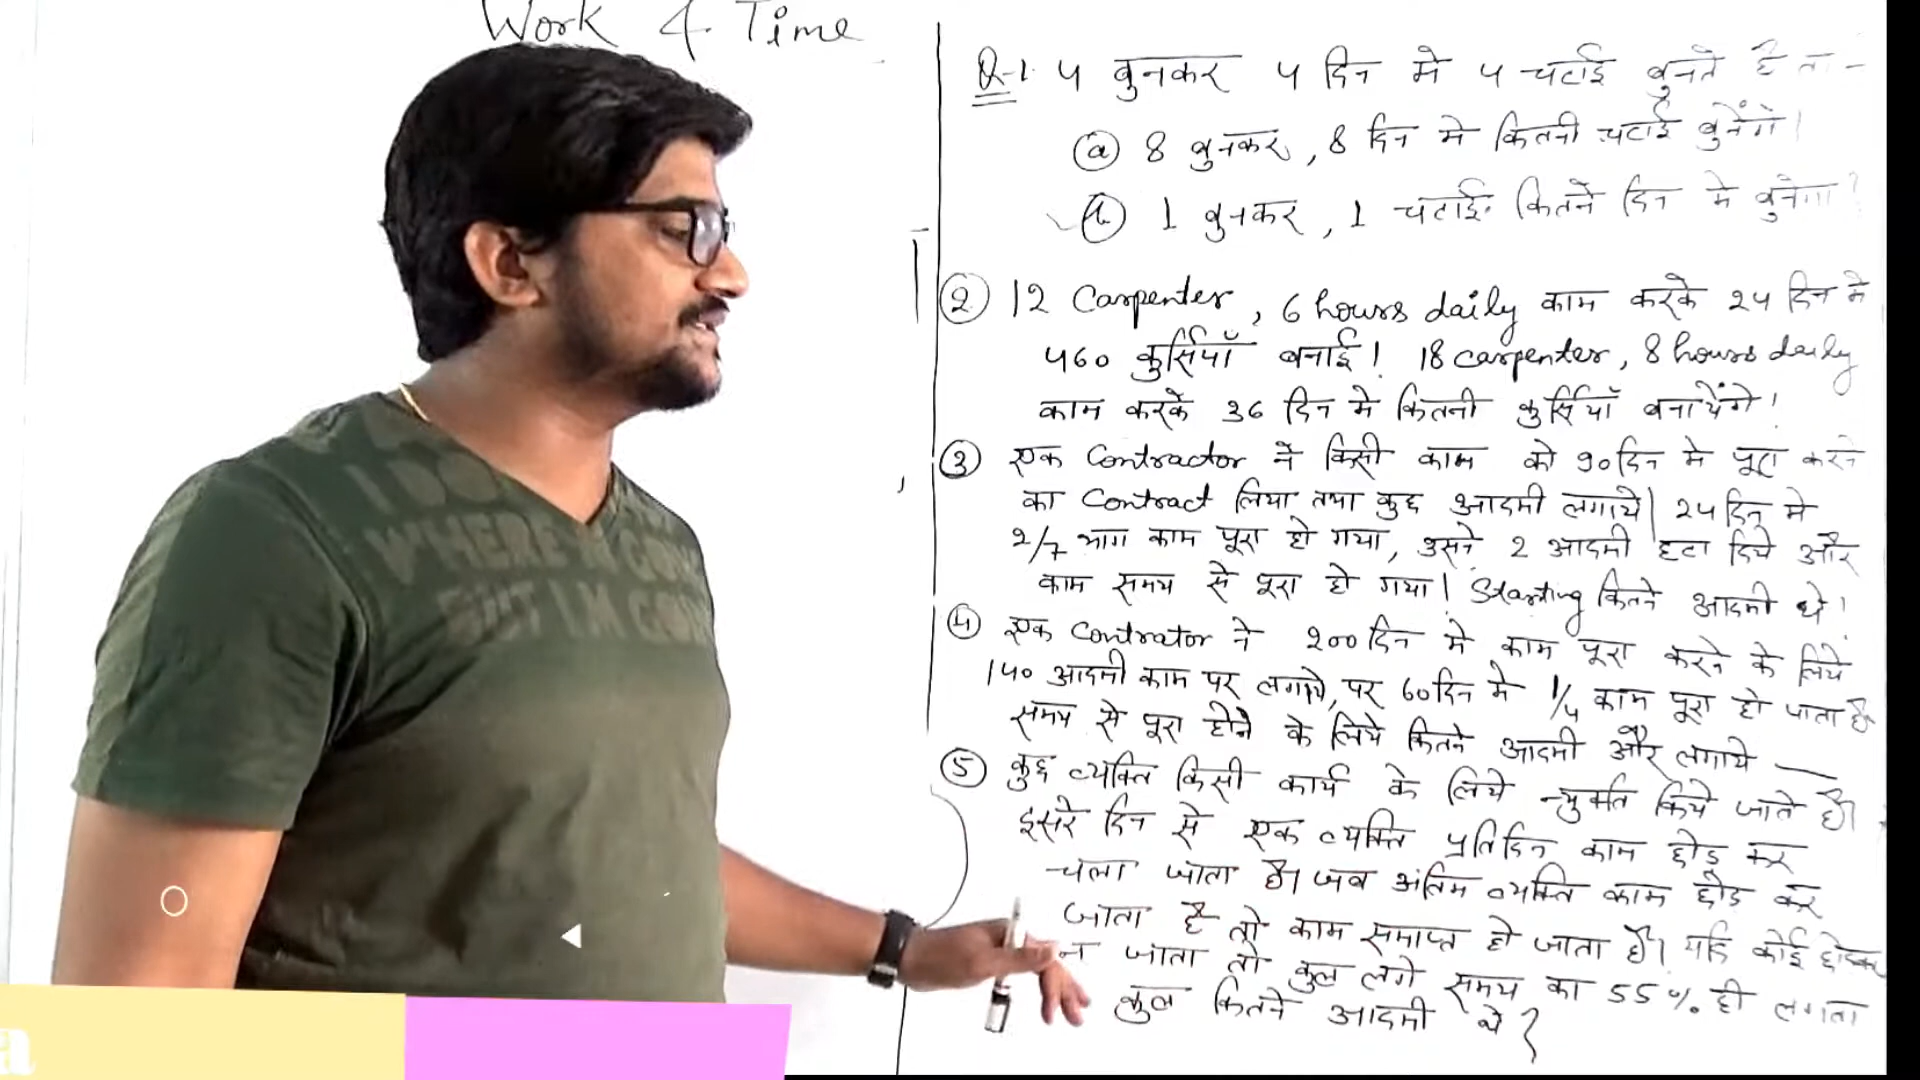 Work & Time
Q-1. 4 बुनकर 4 दिन मे 4 चटाई बुनते है तो -
(a) 8 बुनकर, 8 दिन मे कितनी चटाई बुनेंगे।
1 बुनकर, 1 चटाई कितने दिन मे बुनेगा?
(2) 12 Carpenter, 6 hours daily काम करके 24 दिन मे
460 कुर्सियाँ बनाई! 18 carpenter, 8 hours daily
काम करके 36 दिन मे कितनी कुर्सियाँ बनायेंगे!
(3) एक Contractor ने किसी काम को 90 दिन मे पूरा करने
का Contract लिया तथा कुछ आदमी लगाये। 24 दिन मे
2/7 भाग काम पूरा हो गया, उसने 2 आदमी हटा दिये और
काम समय से पूरा हो गया। Starting कितने आदमी थे!
(4) एक Contrator ने 200 दिन मे काम पूरा करने के लिये
140 आदमी काम पर लगाये, पर 60 दिन मे 1/4 काम पूरा हो पाता है
समय से पूरा होने के लिये कितने आदमी और लगाये —
(5) कुछ व्यक्ति किसी कार्य के लिये न्युक्ति किये जाते है।
दूसरे दिन से एक व्यक्ति प्रतिदिन काम छोड़ कर
चला जाता है। जब अंतिम व्यक्ति काम छोड कर
जाता है तो काम समाप्त हो जाता है। यदि कोई छोडकर
न जाता तो कुल लगे समय का 55% ही लगता
कुल कितने आदमी थे?